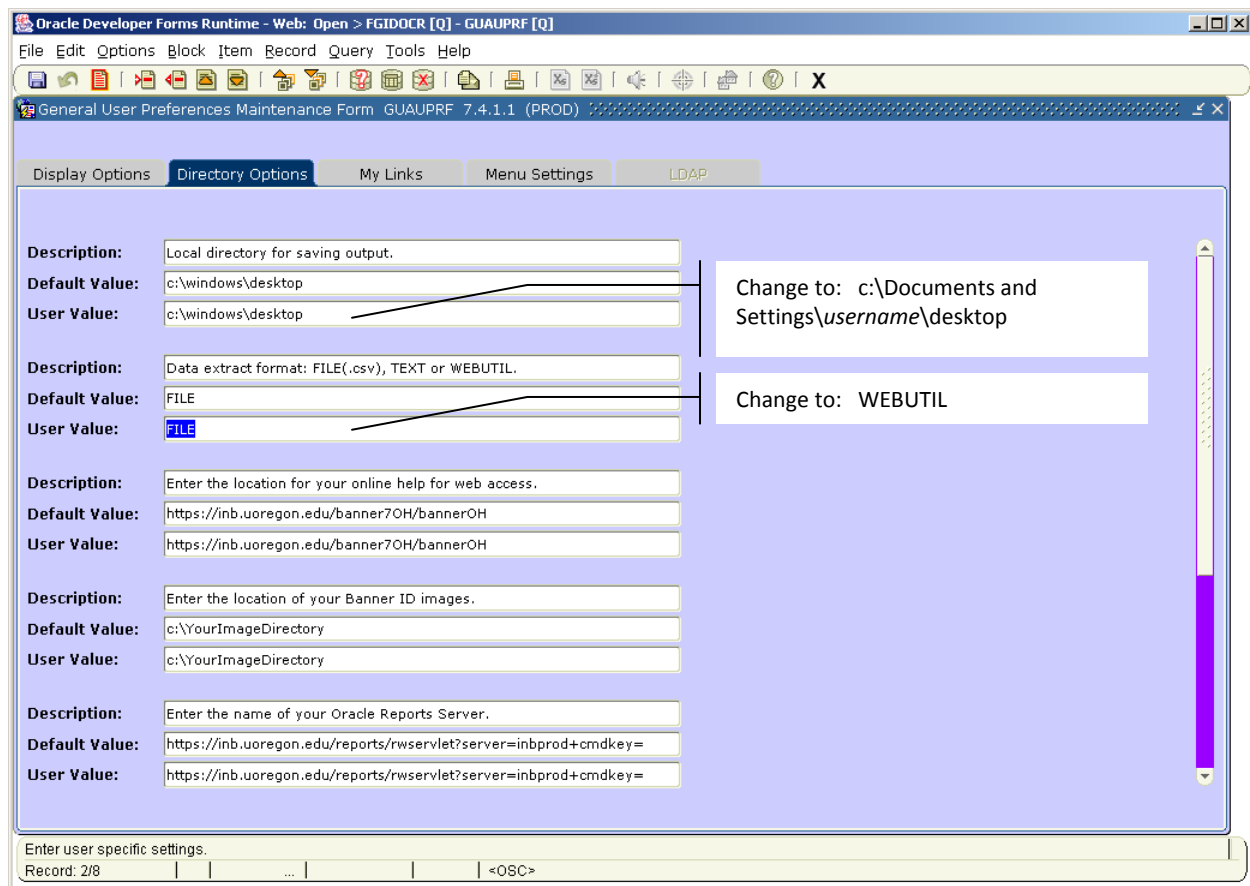 Oracle Developer Forms Runtime - Web: Open > FGIDOCR [Q] - GUAUPRF [Q]
File Edit Options Block Item Record Query Tools Help
X
General User Preferences Maintenance Form GUAUPRF 7.4.1.1 (PROD)
Display Options Directory Options My Links Menu Settings LDAP
Description: Local directory for saving output.
Default Value: c:\windows\desktop
User Value: c:\windows\desktop
Change to: c:\Documents and
Settings\username\desktop
Description: Data extract format: FILE(.csv), TEXT or WEBUTIL.
Default Value: FILE
User Value: FILE
Change to: WEBUTIL
Description: Enter the location for your online help for web access.
Default Value: https://inb.uoregon.edu/banner7OH/bannerOH
User Value: https://inb.uoregon.edu/banner7OH/bannerOH
Description: Enter the location of your Banner ID images.
Default Value: c:\YourImageDirectory
User Value: c:\YourImageDirectory
Description: Enter the name of your Oracle Reports Server.
Default Value: https://inb.uoregon.edu/reports/rwservlet?server=inbprod+cmdkey=
User Value: https://inb.uoregon.edu/reports/rwservlet?server=inbprod+cmdkey=
Enter user specific settings.
Record: 2/8 ... <OSC>